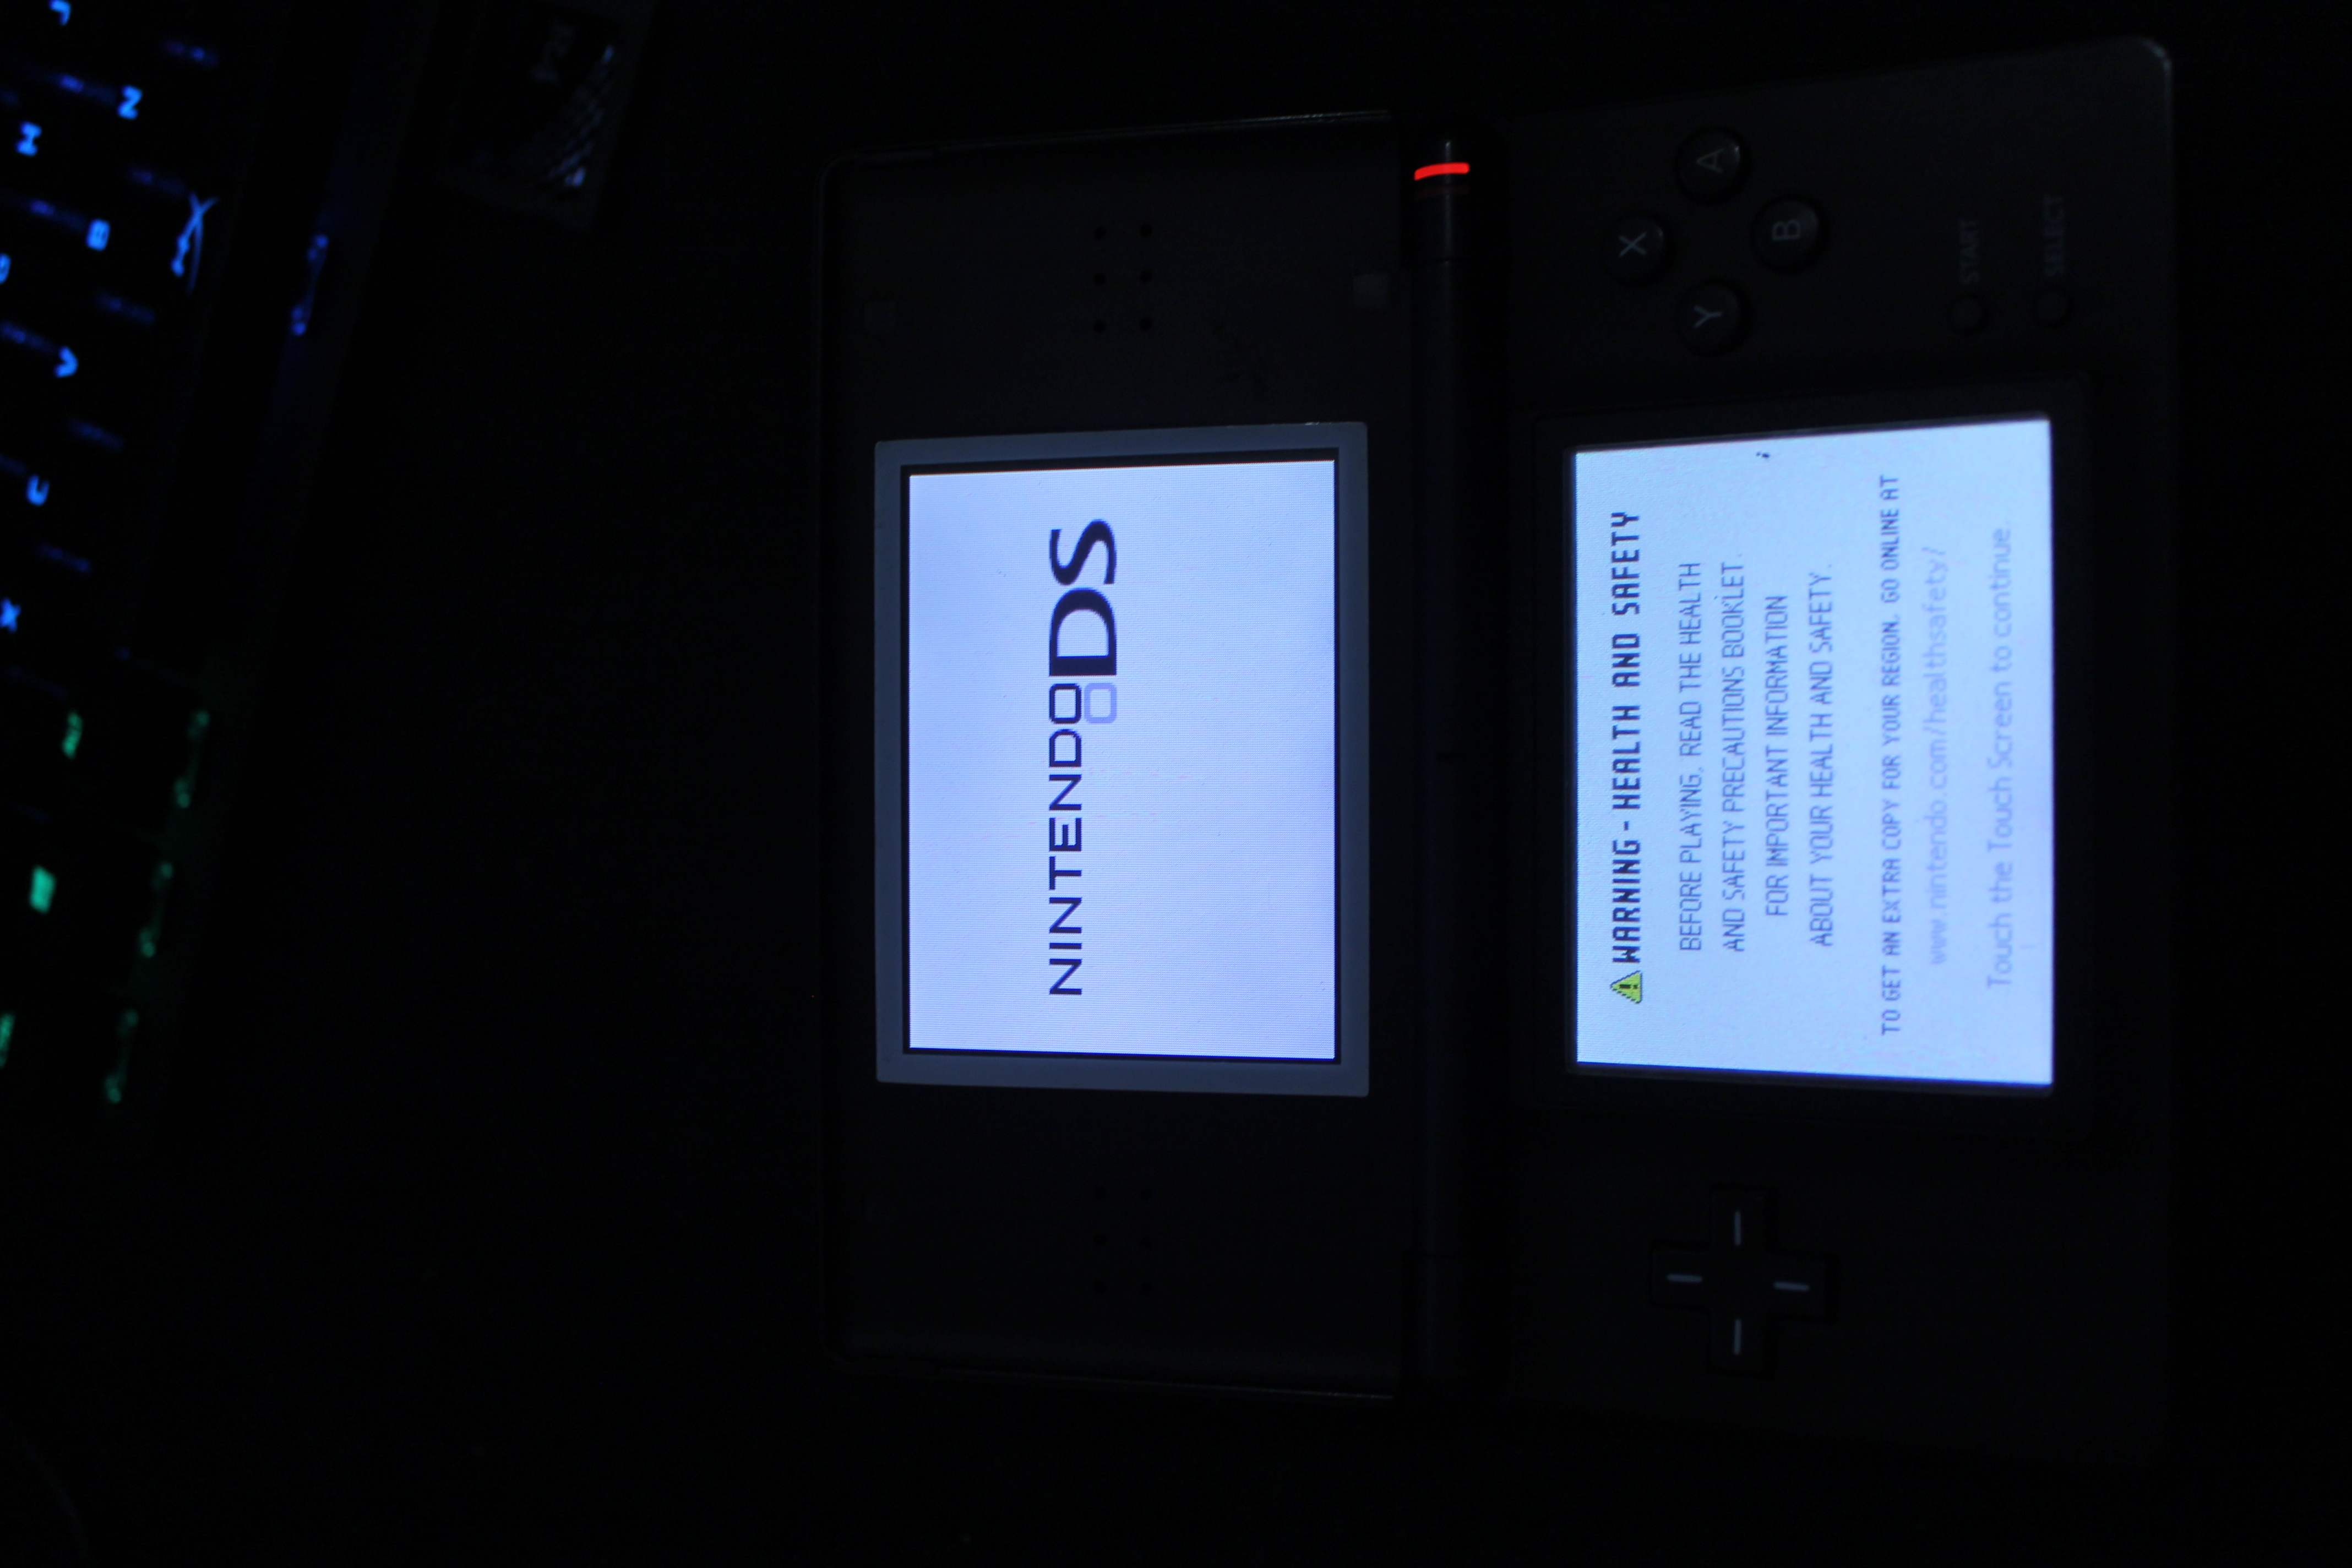 X C V B N H
NINTENDO DS
WARNING - HEALTH AND SAFETY
BEFORE PLAYING, READ THE HEALTH
AND SAFETY PRECAUTIONS BOOKLET
FOR IMPORTANT INFORMATION
ABOUT YOUR HEALTH AND SAFETY.
TO GET AN EXTRA COPY FOR YOUR REGION, GO ONLINE AT
www.nintendo.com/healthsafety/
Touch the Touch Screen to continue.
X
Y
A
B
START
SELECT